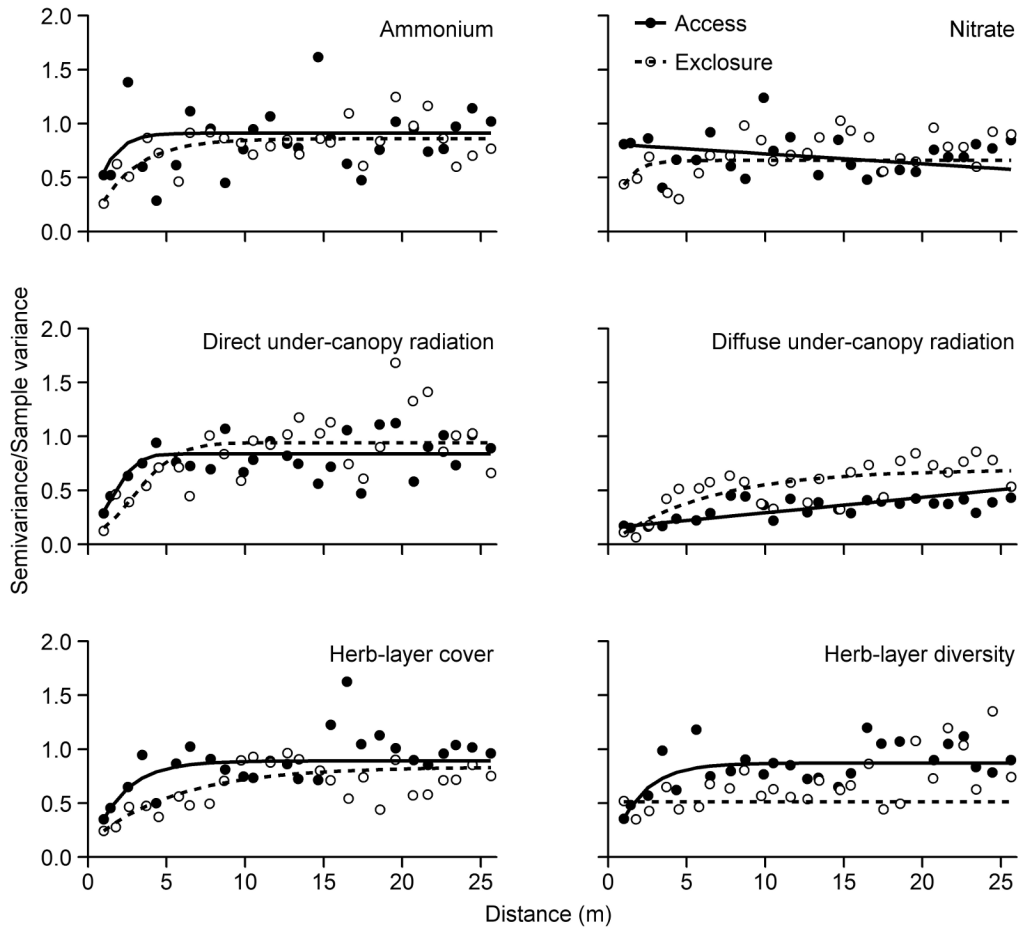 2.0
1.5
1.0
0.5
0.0
Ammonium
Access
Exclosure
Nitrate
Semivariance/Sample variance
2.0
1.5
1.0
0.5
0.0
Direct under-canopy radiation
Diffuse under-canopy radiation
2.0
1.5
1.0
0.5
0.0
Herb-layer cover
Herb-layer diversity
0 5 10 15 20 25
0 5 10 15 20 25
Distance (m)